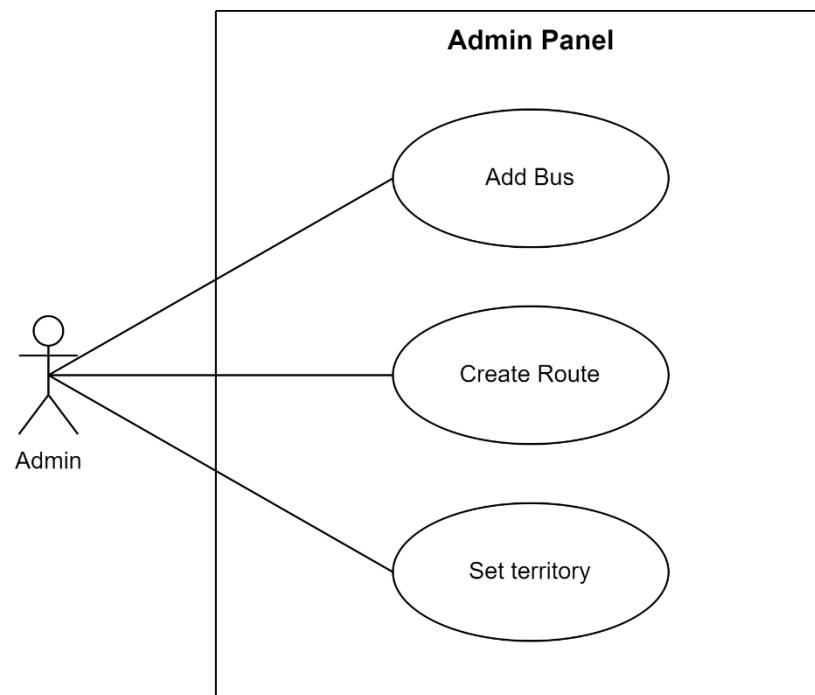 Admin Panel
Add Bus
Create Route
Admin
Set territory